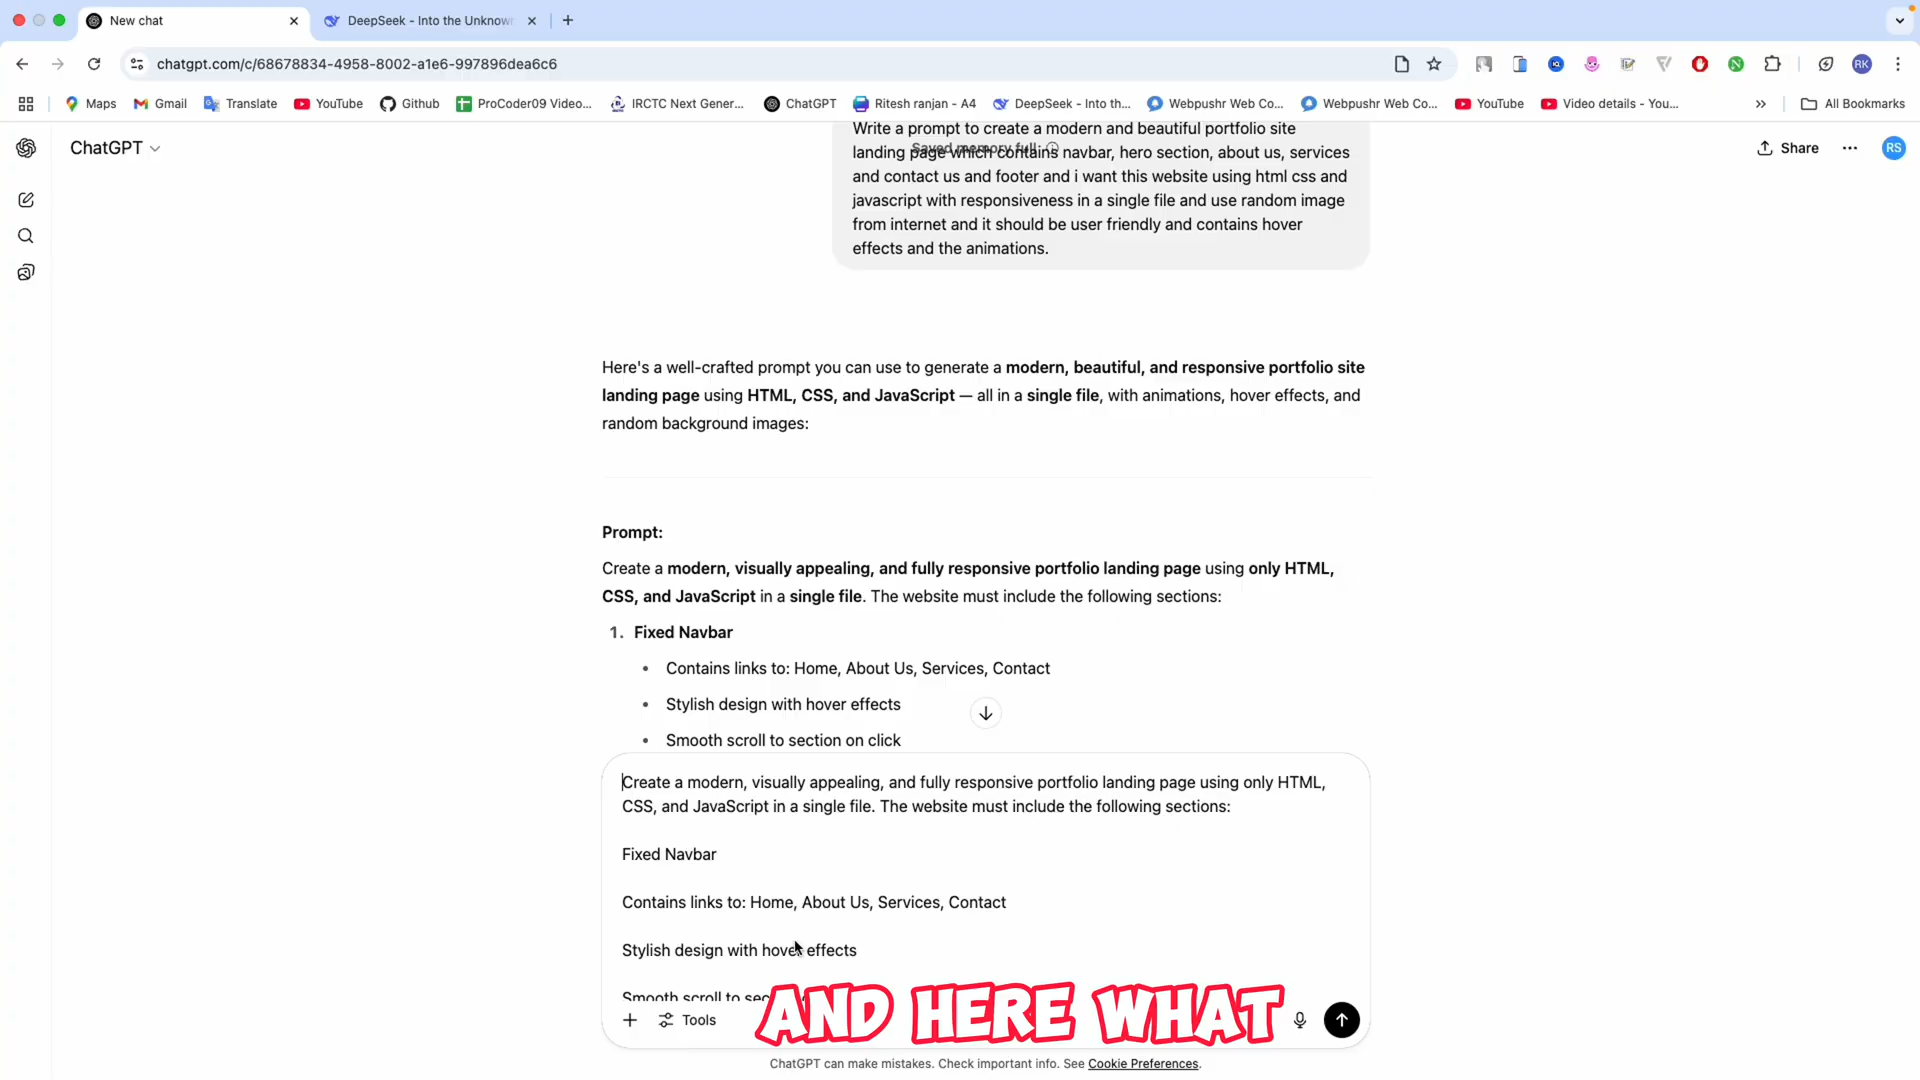 New chat
DeepSeek - Into the Unknown
chatgpt.com/c/68678834-4958-8002-a1e6-997896dea6c6
RK
Maps
Gmail
Translate
YouTube
Github
ProCoder09 Video...
IRCTC Next Gener...
ChatGPT
Ritesh ranjan - A4
DeepSeek - Into th...
Webpushr Web Co...
Webpushr Web Co...
YouTube
Video details - You...
All Bookmarks
ChatGPT
Saved memory full
Share
RS
Write a prompt to create a modern and beautiful portfolio site
landing page which contains navbar, hero section, about us, services
and contact us and footer and i want this website using html css and
javascript with responsiveness in a single file and use random image
from internet and it should be user friendly and contains hover
effects and the animations.
Here's a well-crafted prompt you can use to generate a modern, beautiful, and responsive portfolio site
landing page using HTML, CSS, and JavaScript — all in a single file, with animations, hover effects, and
random background images:
Prompt:
Create a modern, visually appealing, and fully responsive portfolio landing page using only HTML,
CSS, and JavaScript in a single file. The website must include the following sections:
1. Fixed Navbar
• Contains links to: Home, About Us, Services, Contact
• Stylish design with hover effects
• Smooth scroll to section on click
Create a modern, visually appealing, and fully responsive portfolio landing page using only HTML,
CSS, and JavaScript in a single file. The website must include the following sections:
Fixed Navbar
Contains links to: Home, About Us, Services, Contact
Stylish design with hover effects
Smooth scroll to sec
AND HERE WHAT
Tools
ChatGPT can make mistakes. Check important info. See Cookie Preferences.